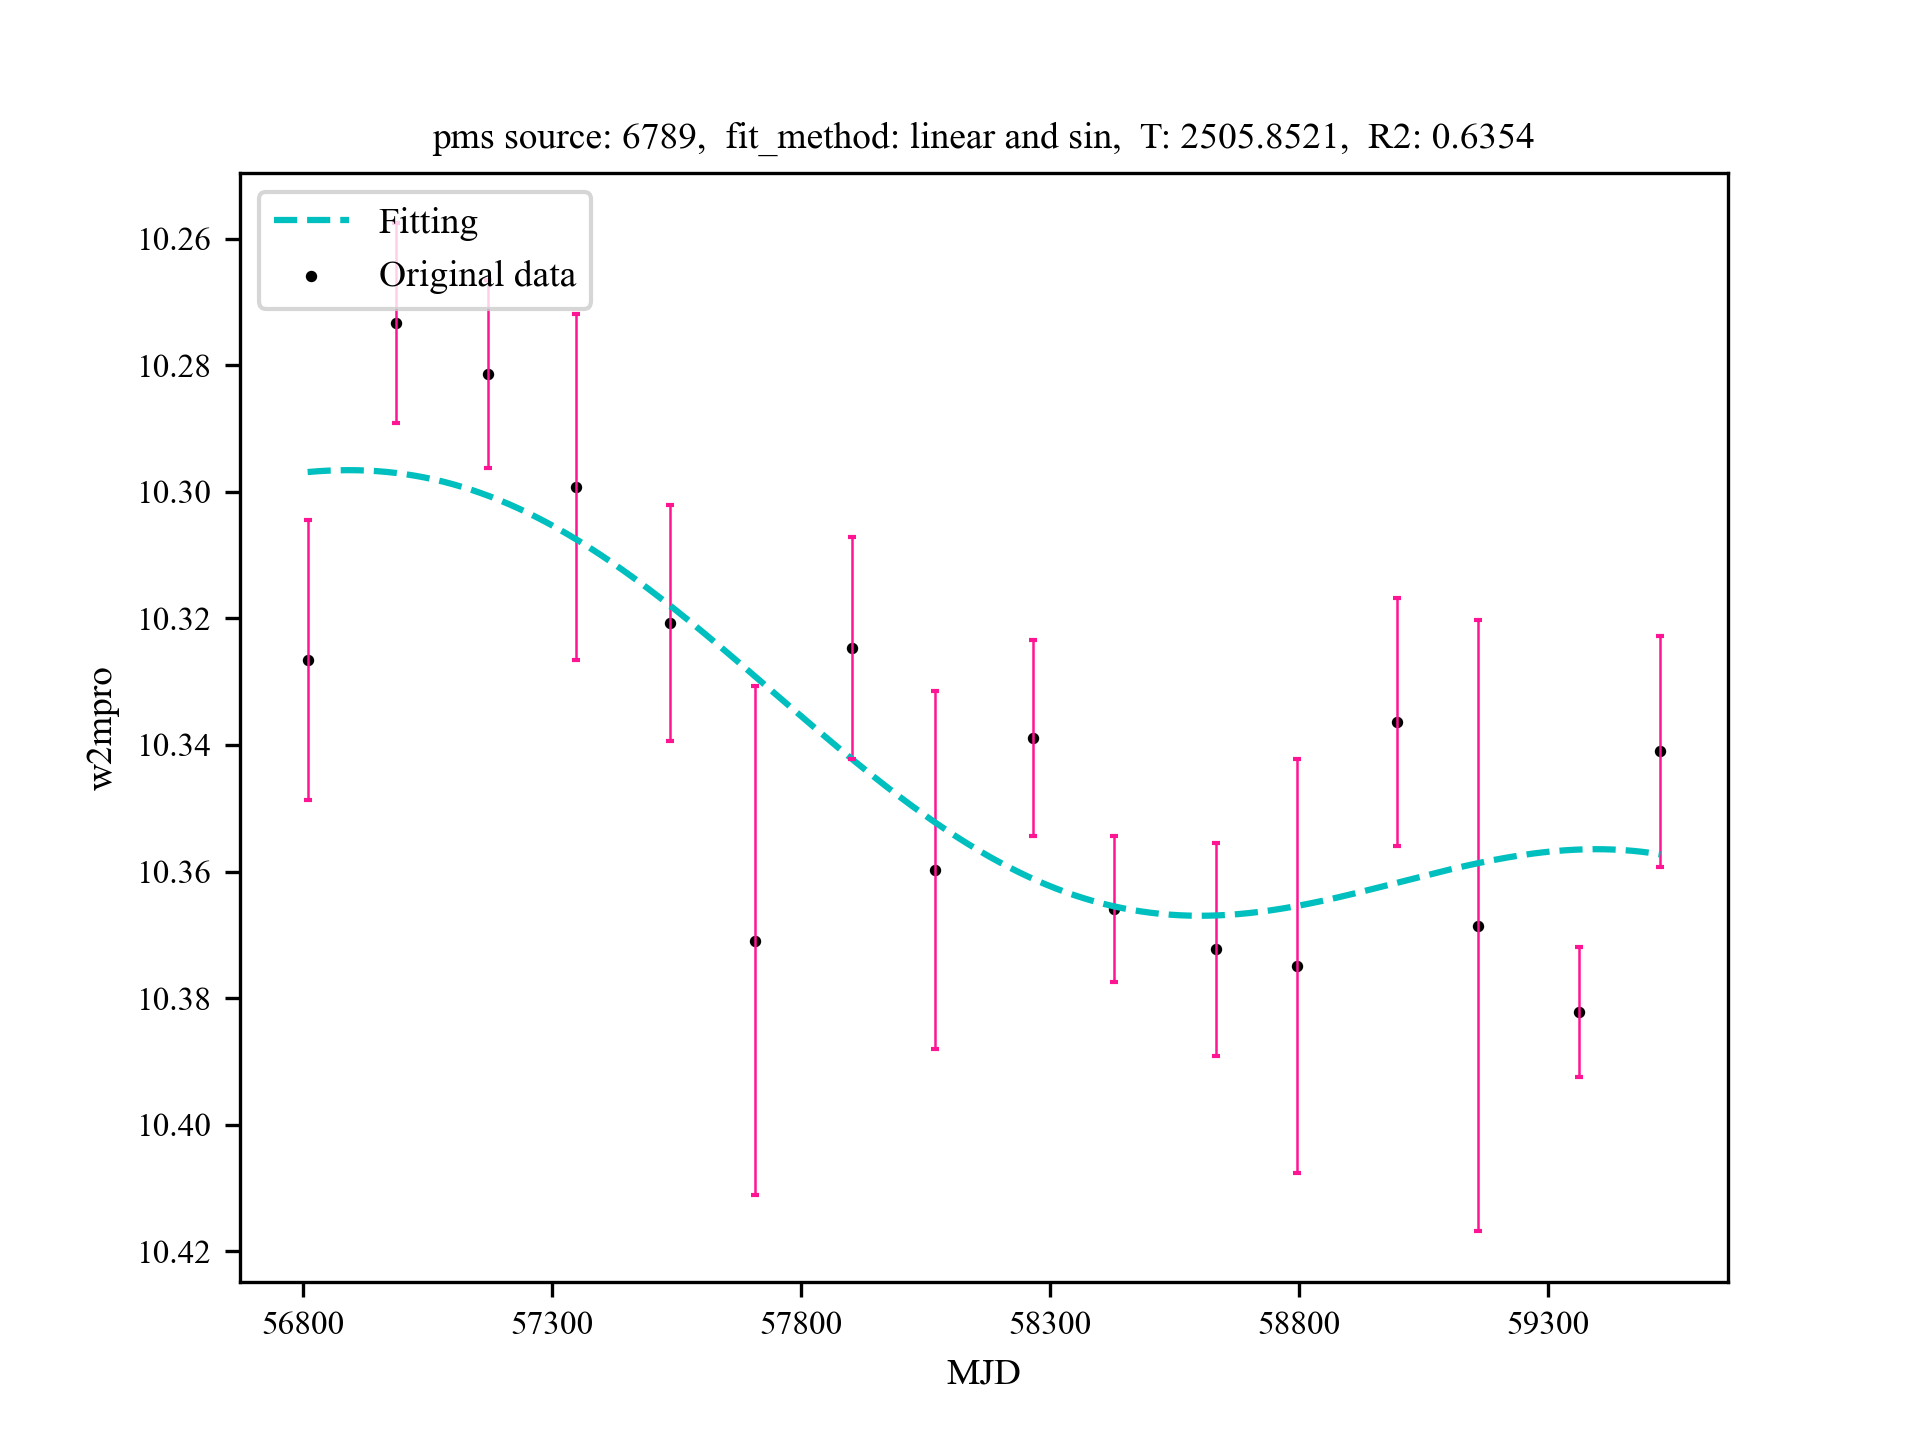 pms source: 6789, fit_method: linear and sin, T: 2505.8521, R2: 0.6354
Fitting
Original data
10.26
10.28
10.30
10.32
10.34
10.36
10.38
10.40
10.42
w2mpro
56800 57300 57800 58300 58800 59300
MJD